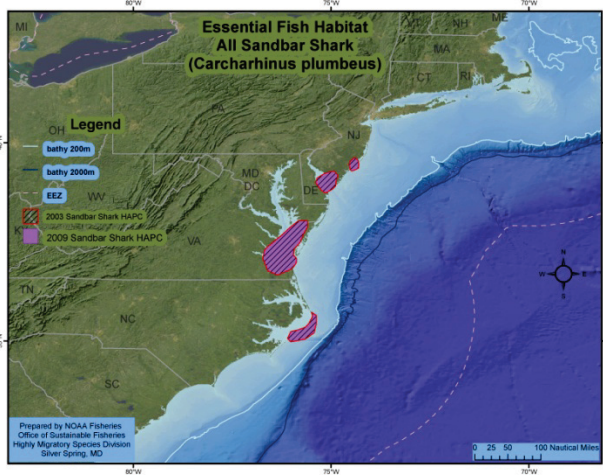 Essential Fish Habitat
All Sandbar Shark
(Carcharhinus plumbeus)
80°W
75°W
70°W
MI
VT
NH
ME
MA
CT
RI
PA
NJ
OH
MD
DC
DE
WV
VA
TN
NC
SC
Legend
bathy 200m
bathy 2000m
EEZ
2003 Sandbar Shark HAPC
2009 Sandbar Shark HAPC
N
W
E
S
Prepared by NOAA Fisheries
Office of Sustainable Fisheries
Highly Migratory Species Division
Silver Spring, MD
0 25 50 100 Nautical Miles
80°W
75°W
70°W